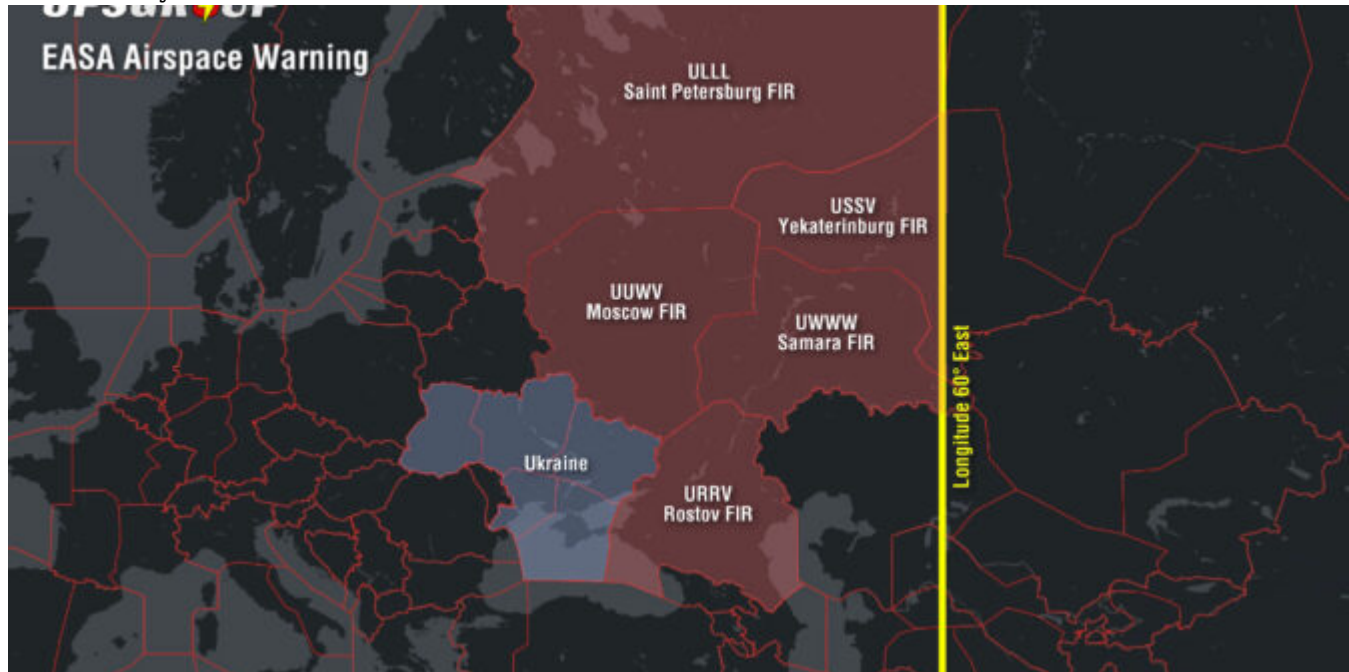 OPSGROUP
EASA Airspace Warning
ULLL
Saint Petersburg FIR
USSV
Yekaterinburg FIR
UUWV
Moscow FIR
UWWW
Samara FIR
Longitude 60° East
Ukraine
URRV
Rostov FIR